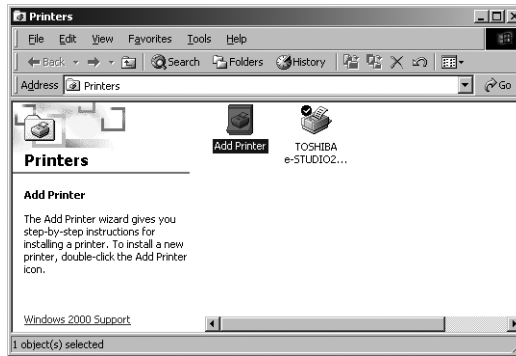 Printers
File Edit View Favorites Tools Help
Back Search Folders History
Address Printers Go
Printers
Add Printer
The Add Printer wizard gives you
step-by-step instructions for
installing a printer. To install a new
printer, double-click the Add Printer
icon.
Windows 2000 Support
Add Printer
TOSHIBA
e-STUDIO2...
1 object(s) selected